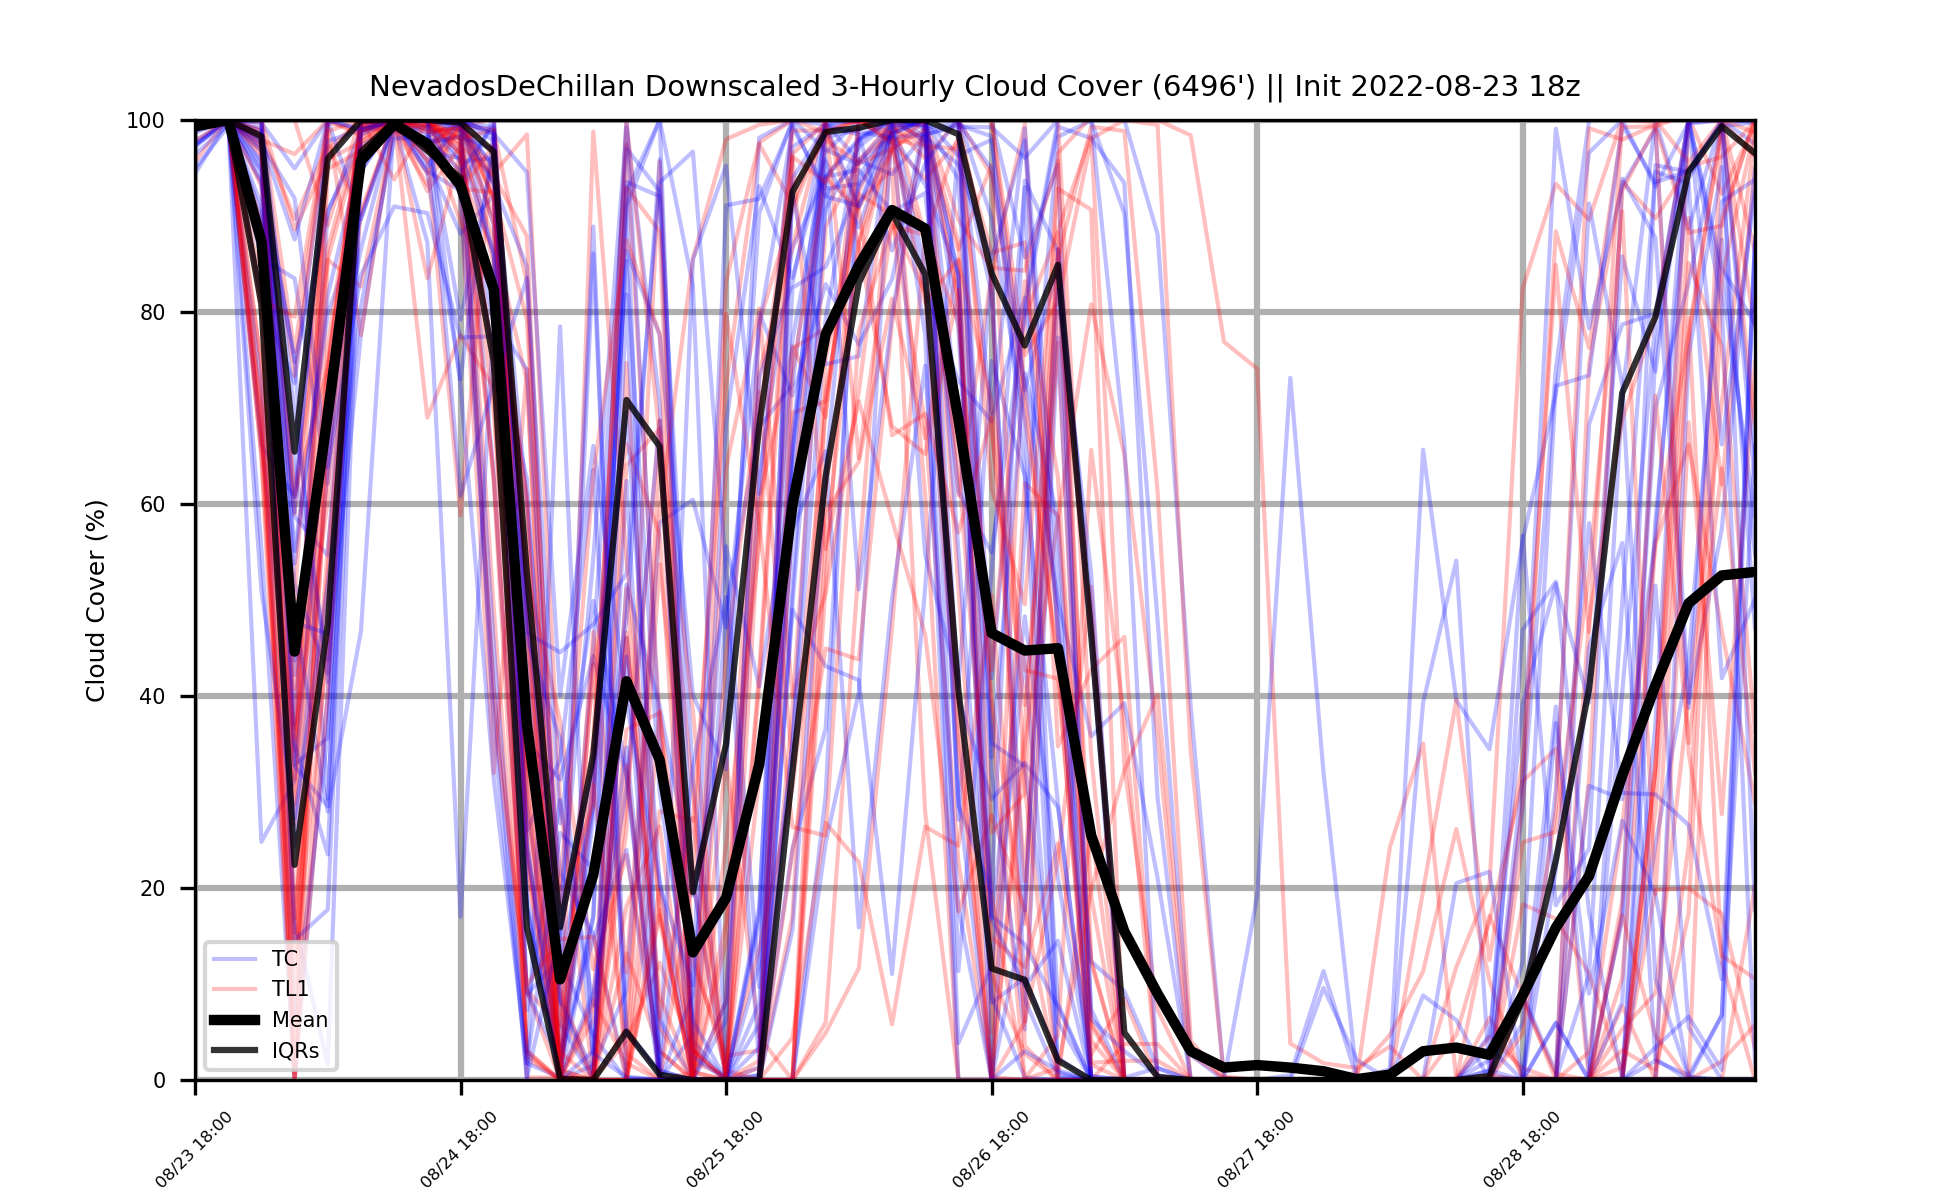 NevadosDeChillan Downscaled 3-Hourly Cloud Cover (6496') || Init 2022-08-23 18z
Cloud Cover (%)
100
80
60
40
20
0
TC
TL1
Mean
IQRs
08/23 18:00
08/24 18:00
08/25 18:00
08/26 18:00
08/27 18:00
08/28 18:00